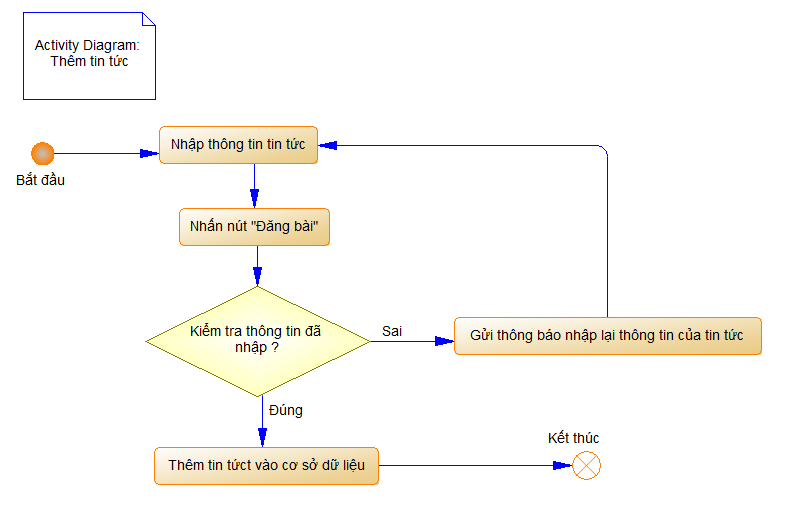 Activity Diagram:
Thêm tin tức
Nhập thông tin tin tức
Bắt đầu
Nhấn nút "Đăng bài"
Kiểm tra thông tin đã
nhập ?
Sai
Gửi thông báo nhập lại thông tin của tin tức
Đúng
Kết thúc
Thêm tin tứct vào cơ sở dữ liệu